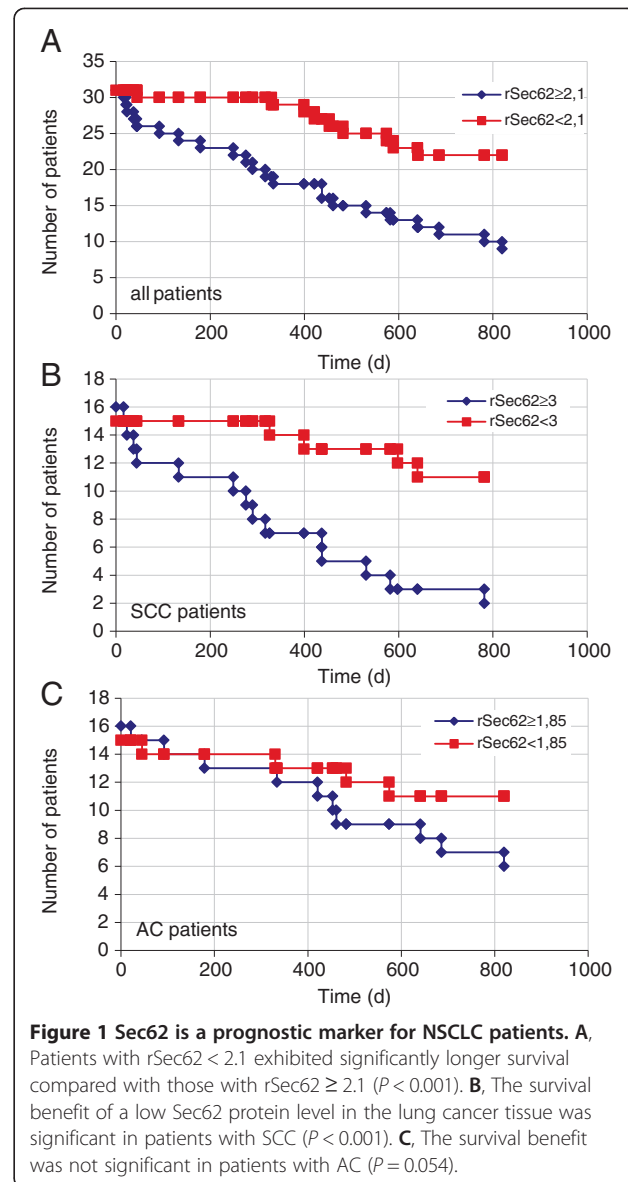 A
35
30
25
20
15
10
5
0
Number of patients
rSec62≥2,1
rSec62<2,1
all patients
0 200 400 600 800 1000
Time (d)
B
18
16
14
12
10
8
6
4
2
0
Number of patients
rSec62≥3
rSec62<3
SCC patients
0 200 400 600 800 1000
Time (d)
C
18
16
14
12
10
8
6
4
2
0
Number of patients
rSec62≥1,85
rSec62<1,85
AC patients
0 200 400 600 800 1000
Time (d)
Figure 1 Sec62 is a prognostic marker for NSCLC patients. A,
Patients with rSec62 < 2.1 exhibited significantly longer survival
compared with those with rSec62 ≥ 2.1 (P < 0.001). B, The survival
benefit of a low Sec62 protein level in the lung cancer tissue was
significant in patients with SCC (P < 0.001). C, The survival benefit
was not significant in patients with AC (P = 0.054).